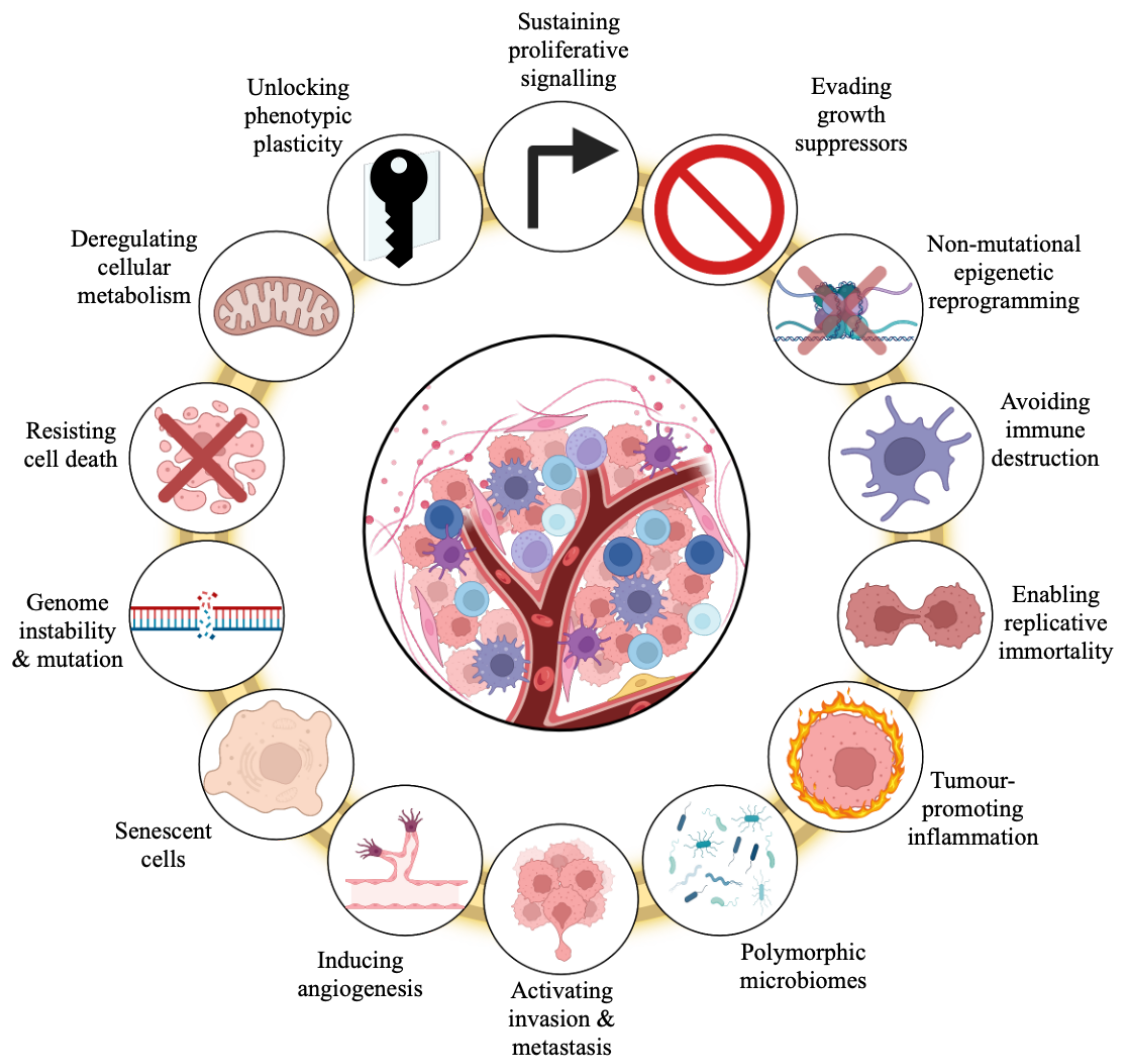 Sustaining
proliferative
signalling
Evading
growth
suppressors
Non-mutational
epigenetic
reprogramming
Avoiding
immune
destruction
Enabling
replicative
immortality
Tumour-
promoting
inflammation
Polymorphic
microbiomes
Activating
invasion &
metastasis
Inducing
angiogenesis
Senescent
cells
Genome
instability
& mutation
Resisting
cell death
Deregulating
cellular
metabolism
Unlocking
phenotypic
plasticity